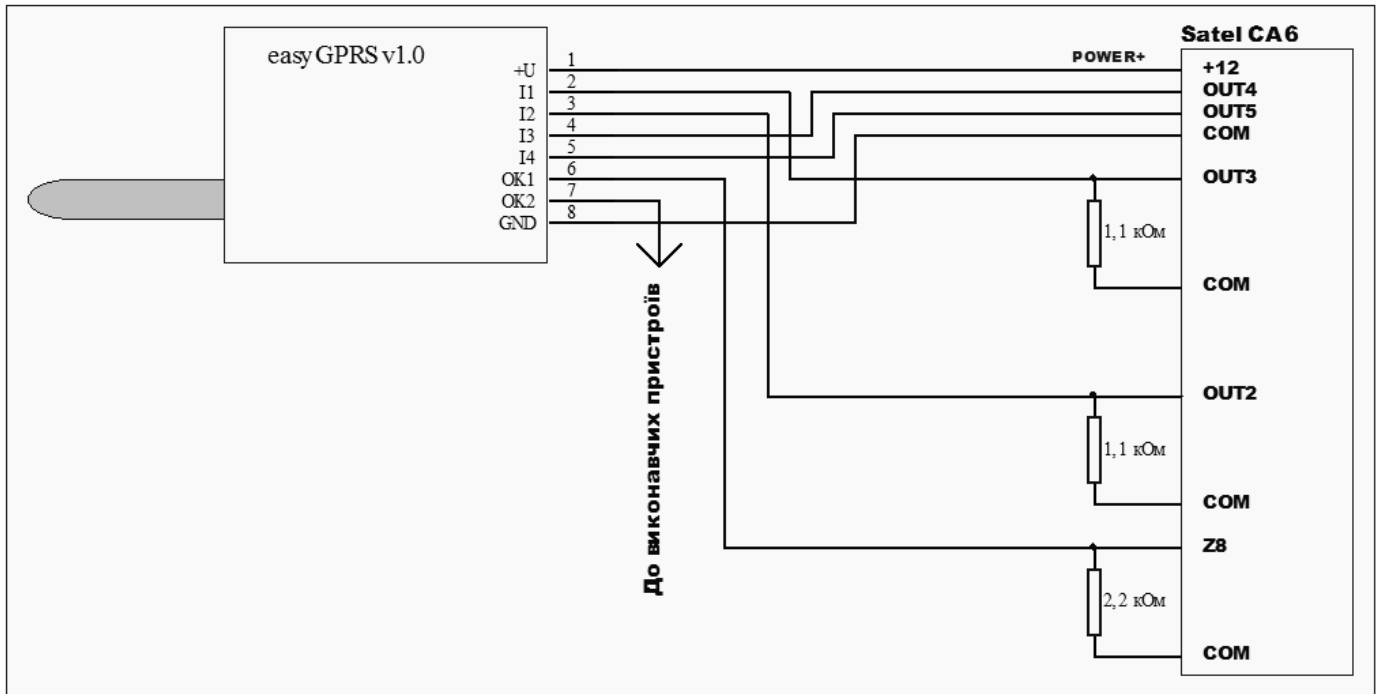 easyGPRS v1.0
+U
I1
I2
I3
I4
OK1
OK2
GND
1
2
3
4
5
6
7
8
До виконавчих пристроїв
POWER+
Satel CA6
+12
OUT4
OUT5
COM
OUT3
1,1 кОм
COM
OUT2
1,1 кОм
COM
Z8
2,2 кОм
COM